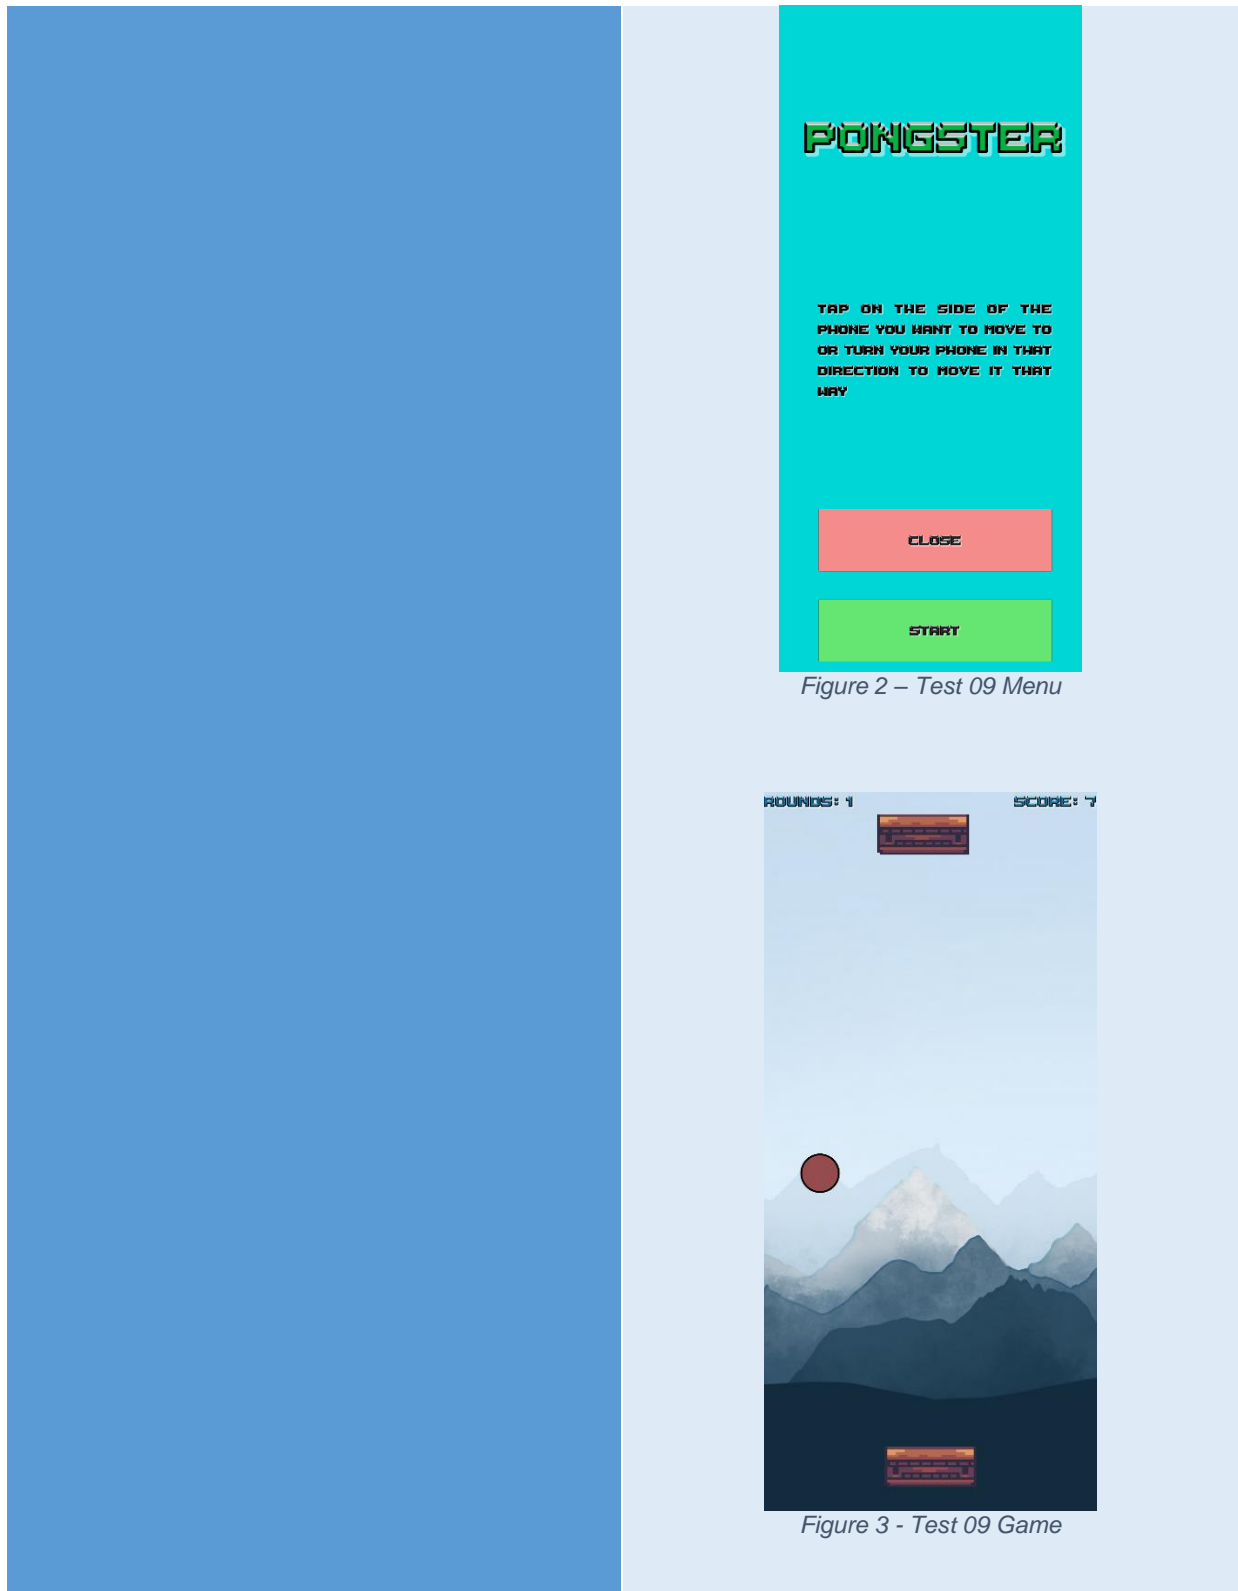 PONGSTER
TAP ON THE SIDE OF THE
PHONE YOU WANT TO MOVE TO
OR TURN YOUR PHONE IN THAT
DIRECTION TO MOVE IT THAT
WAY
CLOSE
START
Figure 2 – Test 09 Menu
ROUNDS: 1 SCORE: 7
Figure 3 - Test 09 Game